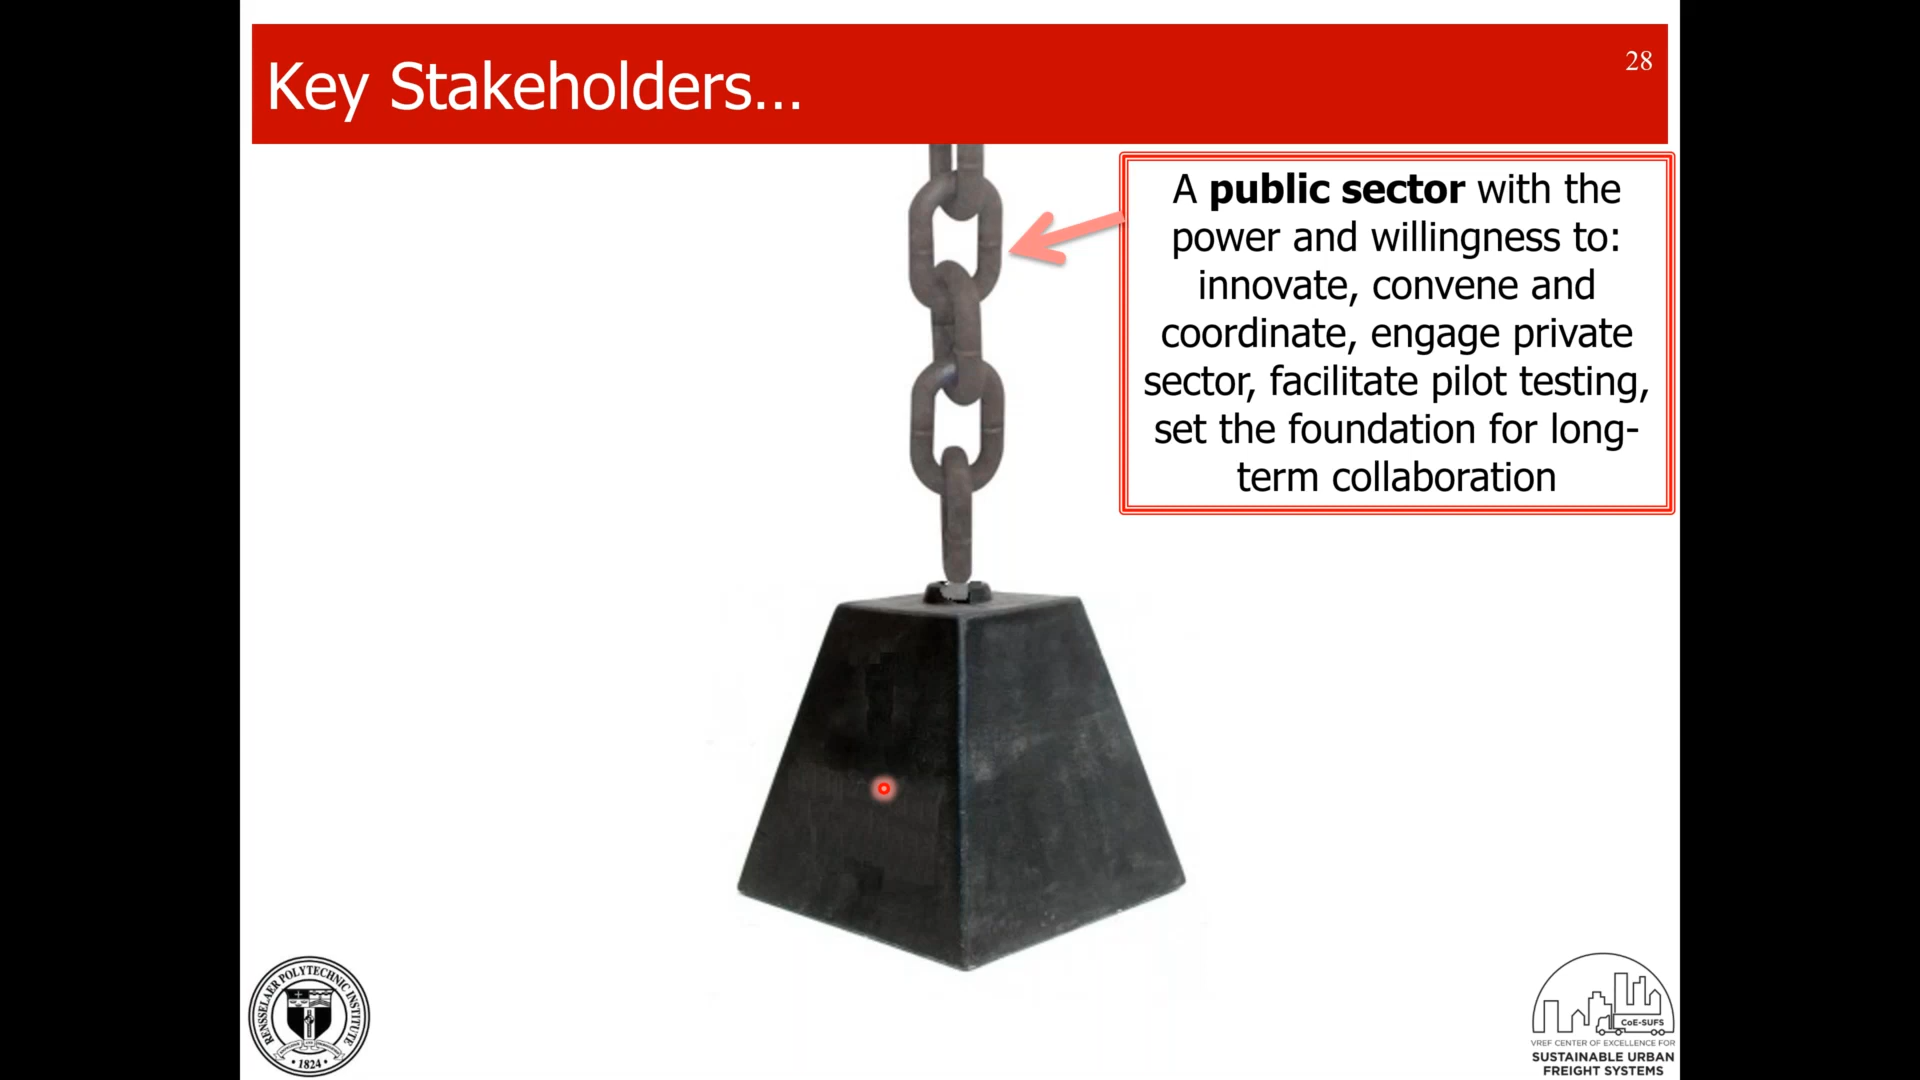 Key Stakeholders...
28
A public sector with the
power and willingness to:
innovate, convene and
coordinate, engage private
sector, facilitate pilot testing,
set the foundation for long-
term collaboration
RENSSELAER POLYTECHNIC INSTITUTE
• 1824 •
CoE-SUFS
VREF CENTER OF EXCELLENCE FOR
SUSTAINABLE URBAN
FREIGHT SYSTEMS